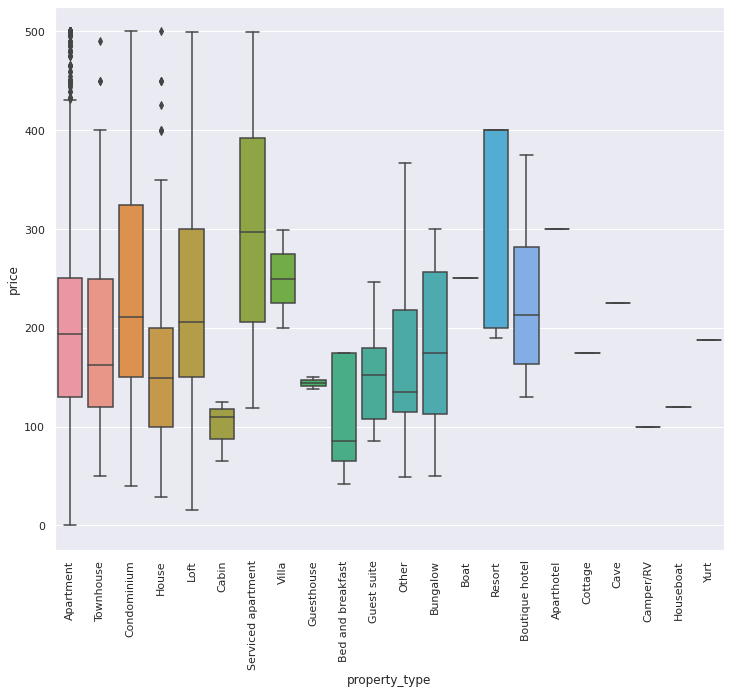 500
400
300
200
100
0
price
Apartment
Townhouse
Condominium
House
Loft
Cabin
Serviced apartment
Villa
Guesthouse
Bed and breakfast
Guest suite
Other
Bungalow
Boat
Resort
Boutique hotel
Aparthotel
Cottage
Cave
Camper/RV
Houseboat
Yurt
property_type